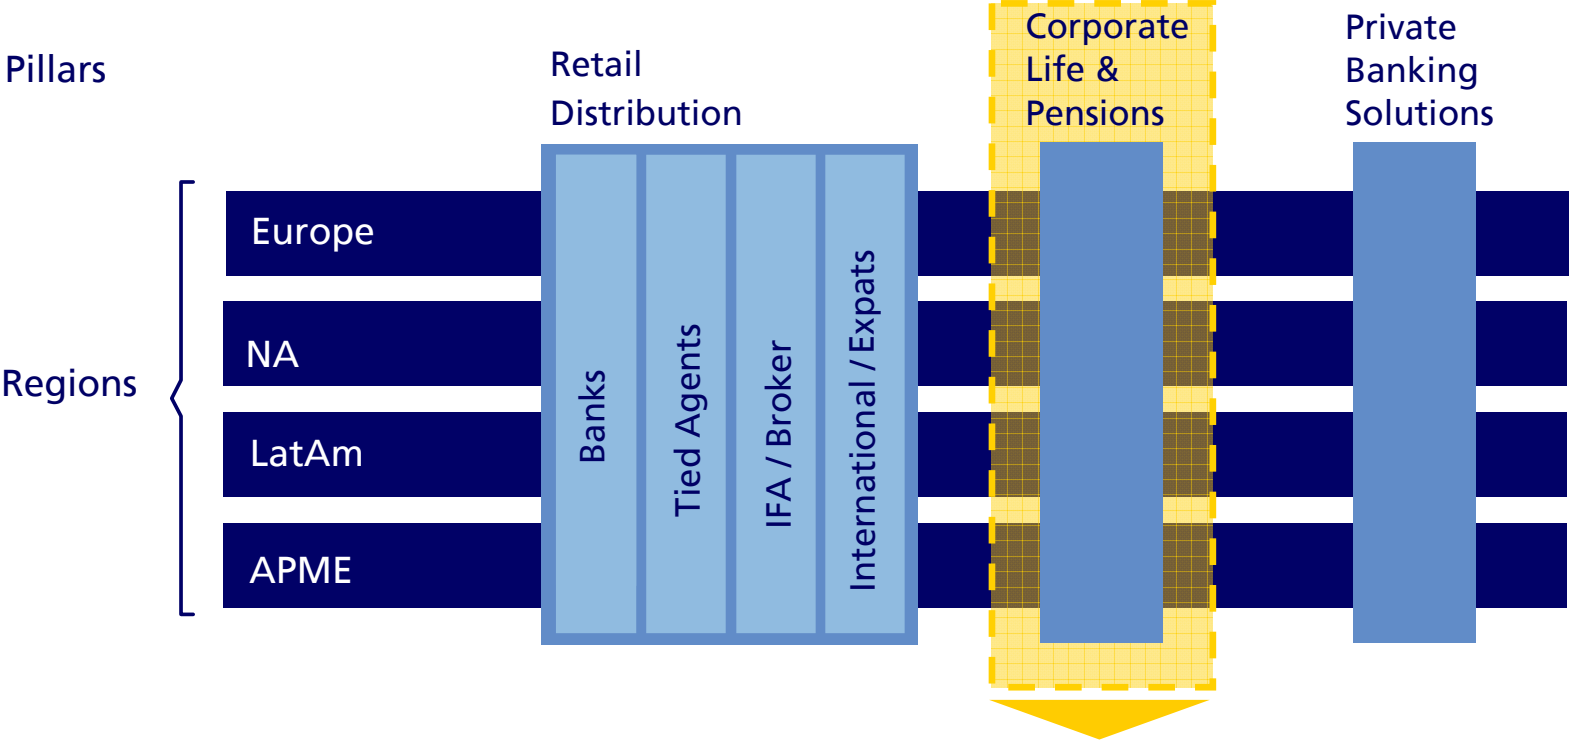 Pillars
Retail
Distribution
Corporate
Life &
Pensions
Private
Banking
Solutions
Regions
Europe
NA
LatAm
APME
Banks
Tied Agents
IFA / Broker
International / Expats